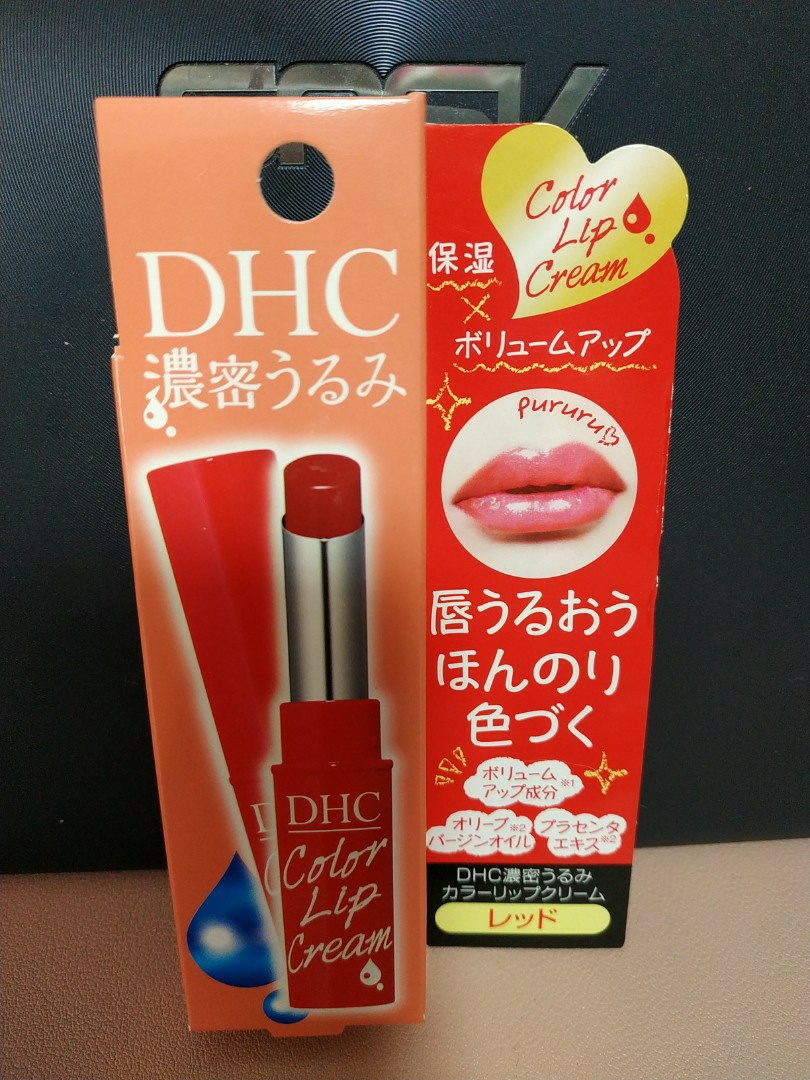 DHC
濃密うるみ
DHC
Color
Lip
Cream
Color
Lip
Cream
保湿
×
ボリュームアップ
pururun
唇うるおう
ほんのり
色づく
ボリューム
アップ成分※1
オリーブ※2
バージンオイル
プラセンタ
エキス※2
DHC濃密うるみ
カラーリップクリーム
レッド